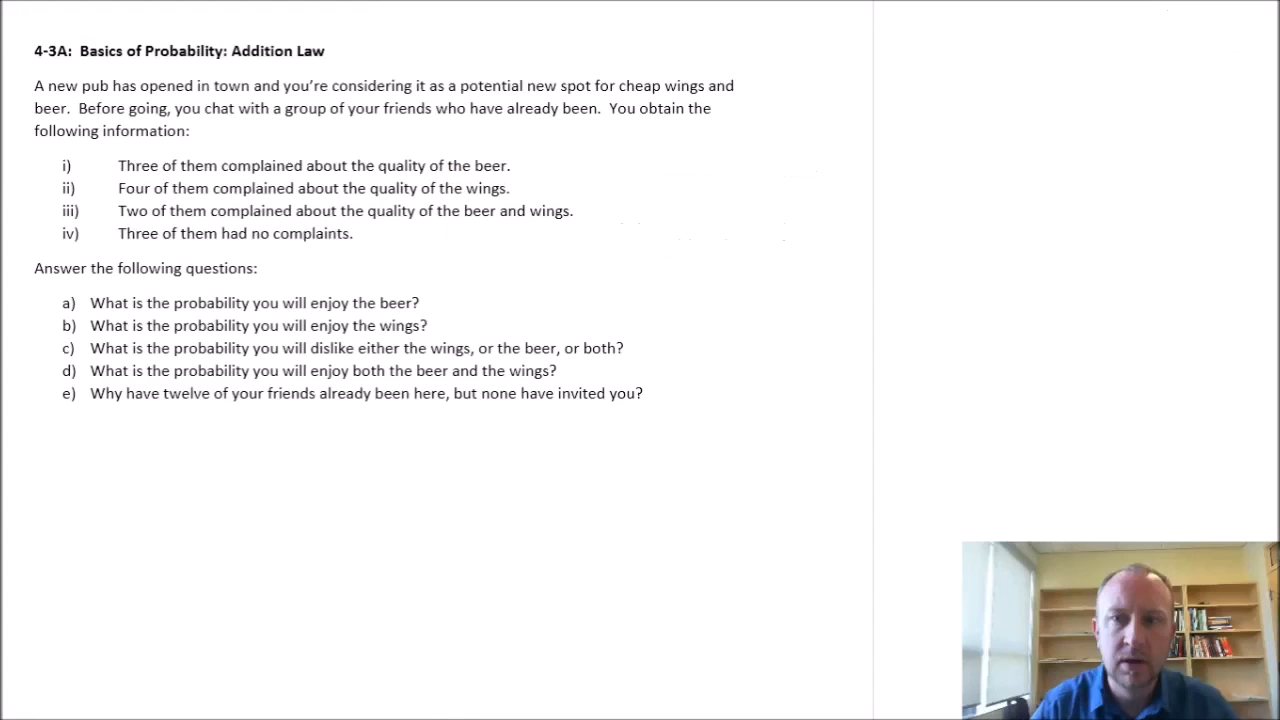 4-3A: Basics of Probability: Addition Law
A new pub has opened in town and you're considering it as a potential new spot for cheap wings and
beer. Before going, you chat with a group of your friends who have already been. You obtain the
following information:
i) Three of them complained about the quality of the beer.
ii) Four of them complained about the quality of the wings.
iii) Two of them complained about the quality of the beer and wings.
iv) Three of them had no complaints.
Answer the following questions:
a) What is the probability you will enjoy the beer?
b) What is the probability you will enjoy the wings?
c) What is the probability you will dislike either the wings, or the beer, or both?
d) What is the probability you will enjoy both the beer and the wings?
e) Why have twelve of your friends already been here, but none have invited you?